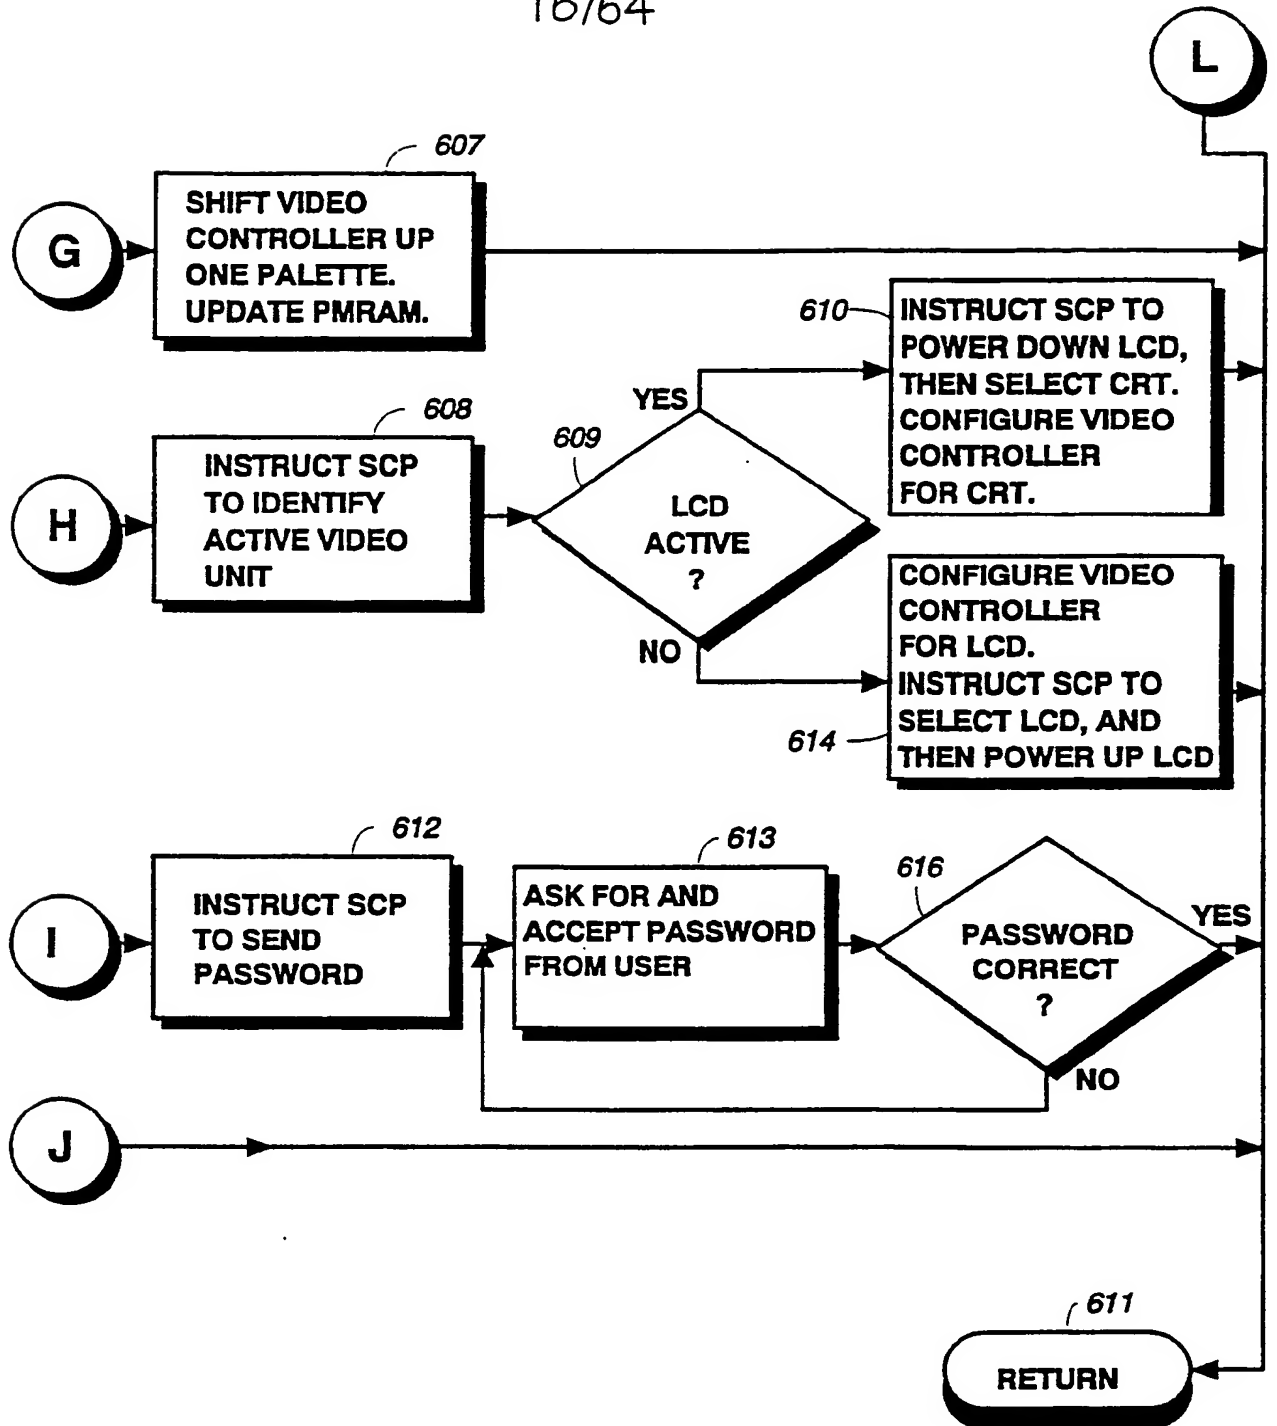 16/64
L
607
G
SHIFT VIDEO
CONTROLLER UP
ONE PALETTE.
UPDATE PMRAM.
608
H
INSTRUCT SCP
TO IDENTIFY
ACTIVE VIDEO
UNIT
609
LCD
ACTIVE
?
YES
NO
610
INSTRUCT SCP TO
POWER DOWN LCD,
THEN SELECT CRT.
CONFIGURE VIDEO
CONTROLLER
FOR CRT.
614
CONFIGURE VIDEO
CONTROLLER
FOR LCD.
INSTRUCT SCP TO
SELECT LCD, AND
THEN POWER UP LCD
612
I
INSTRUCT SCP
TO SEND
PASSWORD
613
ASK FOR AND
ACCEPT PASSWORD
FROM USER
616
PASSWORD
CORRECT
?
YES
NO
J
611
RETURN